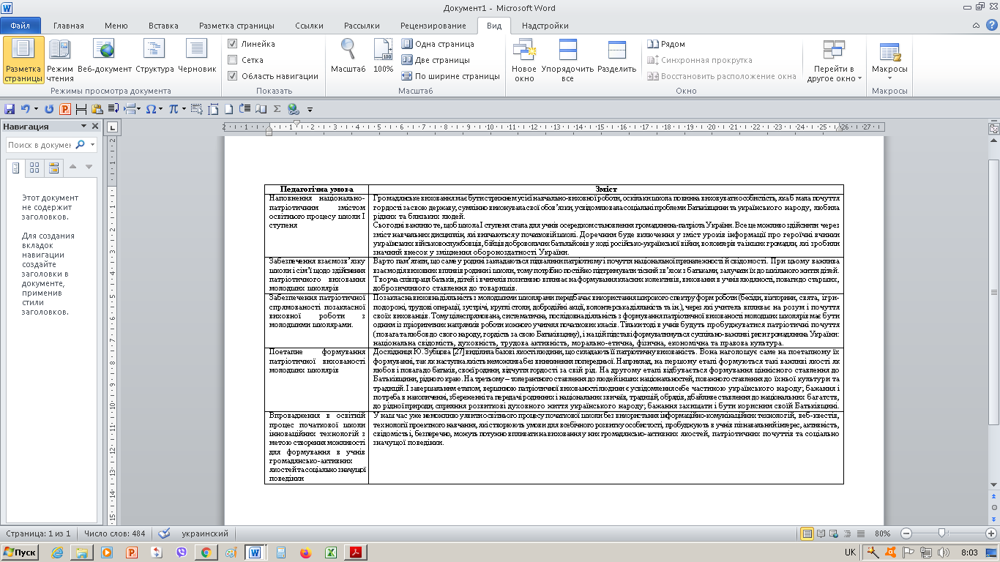 Документ1 - Microsoft Word
Файл Главная Меню Вставка Разметка страницы Ссылки Рассылки Рецензирование Вид Надстройки
Разметка страницы
Режим чтения
Веб-документ
Структура
Черновик
Режимы просмотра документа
Линейка
Сетка
Область навигации
Показать
Масштаб
100%
Одна страница
Две страницы
По ширине страницы
Масштаб
Новое окно
Упорядочить все
Разделить
Рядом
Синхронная прокрутка
Восстановить расположение окна
Окно
Перейти в другое окно
Макросы
Макросы
Навигация
Поиск в докумен
Этот документ
не содержит
заголовков.
Для создания
вкладок
навигации
создайте
заголовки в
документе,
применив
стили
заголовков.
Педагогічна умова
Зміст
Наповнення національно-
патріотичним змістом
освітнього процесу школи І
ступеня
Громадянське виховання має бути стрижнем усієї навчально-виховної роботи, оскільки школа повинна виховувати особистість, яка б мала почуття
гордості за свою державу, сумлінно виконувала свої обов’язки, усвідомлювала соціальні проблеми Батьківщини та українського народу, любила
рідних та близьких людей.
Сьогодні важливо те, щоб школа І ступеня стала для учнів осередком становлення громадянина-патріота України. Все це можливо здійснити через
зміст навчальних дисциплін, які вивчаються у початковій школі. Доречним буде включення у зміст уроків інформації про героїчні вчинки
українських військовослужбовців, бійців добровольчих батальйонів у ході російсько-української війни, волонтерів та інших громадян, які зробили
значний внесок у зміцнення обороноздатності України.
Забезпечення взаємозв’язку
школи і сім’ї щодо здійснення
патріотичного виховання
молодших школярів
Варто пам’ятати, що саме у родині закладаються підвалини патріотизму і почуття національної приналежності й свідомості. При цьому важлива
взаємодія виховних впливів родини і школи, тому потрібно постійно підтримувати тісний зв’язок з батьками, залучати їх до шкільного життя дітей.
Творча співпраця батьків, дітей і вчителів позитивно впливає на формування класних колективів, виховання в учнів людяності, поваги до старших,
доброзичливого ставлення до товаришів.
Забезпечення патріотичної
спрямованості позакласної
виховної роботи з
молодшими школярами.
Позакласна виховна діяльність з молодшими школярами передбачає використання широкого спектру форм роботи (бесіди, вікторини, свята, ігри-
подорожі, трудові операції, зустрічі, круглі столи, добродійні акції, волонтерська діяльність та ін.), через які учитель впливає на розум і почуття
своїх вихованців. Тому цілеспрямована, систематична, послідовна діяльність з формування патріотичної вихованості молодших школярів має бути
одним із пріоритетних напрямків роботи кожного учителя початкових класів. Тільки тоді в учнів будуть пробуджуватися патріотичні почуття
(повага та любов до свого народу, гордість за свою Батьківщину), і на цій підставі формуватимуться суспільно-важливі риси громадянина України:
національна свідомість, духовність, трудова активність, морально-етична, фізична, економічна та правова культура.
Поетапне формування
патріотичної вихованості
молодших школярів
Дослідниця Ю. Зубцова [27] виділила базові якості людини, що складають її патріотичну вихованість. Вона наголошує саме на поетапному їх
формуванні, так як наступна якість неможлива без виникнення попередньої. Наприклад, на першому етапі формуються такі важливі якості як
любов і повага до батьків, своєї родини, відчуття гордості за свій рід. На другому етапі відбувається формування ціннісного ставлення до
Батьківщини, рідного краю. На третьому – толерантного ставлення до людей інших національностей, поважного ставлення до їхньої культури та
традицій. І завершальним етапом, вершиною патріотичної вихованості людини є усвідомлення себе частиною українського народу; бажання і
потреба в накопиченні, збереженні та передачі родинних і національних звичаїв, традицій, обрядів, дбайливе ставлення до національних багатств,
до рідної природи, сприяння розвиткові духовного життя українського народу; бажання захищати і бути корисним своїй Батьківщині.
Впровадження в освітній
процес початкової школи
інноваційних технологій з
метою створення можливості
для формування в учнів
громадянсько-активних
якостей та соціально значущої
поведінки
У наш час уже неможливо уявити освітнього процесу початкової школи без використання інформаційно-комунікаційних технологій, веб-квестів,
технології проектного навчання, які створюють умови для всебічного розвитку особистості, пробуджують в учнів пізнавальний інтерес, активність,
свідомість і, безперечно, можуть потужно впливати на виховання у них громадянсько-активних якостей, патріотичних почуттів та соціально
значущої поведінки.
Страница: 1 из 1 Число слов: 484 украинский 80%
Пуск UK 8:03